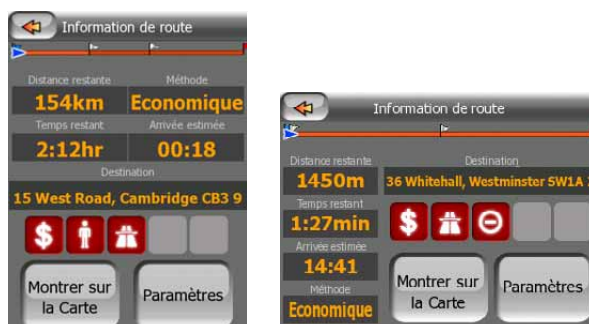 Information de route
Distance restante Méthode
154km Economique
Temps restant Arrivée estimée
2:12hr 00:18
Destination
15 West Road, Cambridge CB3 9
$
Montrer sur
la Carte
Paramètres
Information de route
Distance restante Destination
1450m 36 Whitehall, Westminster SW1A
Temps restant
1:27min
$
Arrivée estimée
14:41
Méthode
Economique
Montrer sur
la Carte
Paramètres